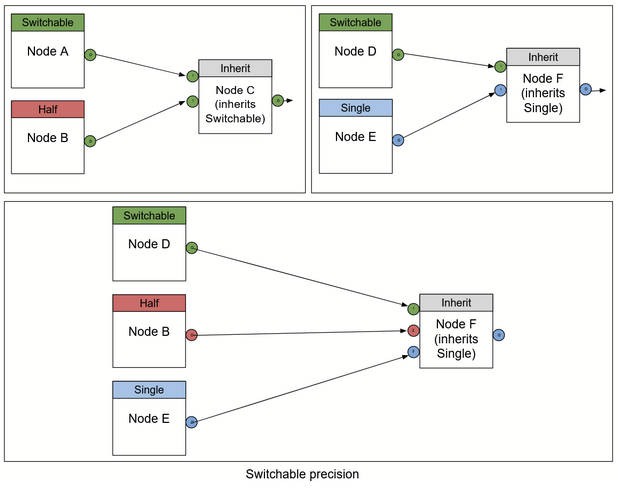 Switchable
Node A
Half
Node B
Inherit
Node C
(inherits
Switchable)
Switchable
Node D
Single
Node E
Inherit
Node F
(inherits
Single)
Switchable
Node D
Half
Node B
Single
Node E
Inherit
Node F
(inherits
Single)
Switchable precision